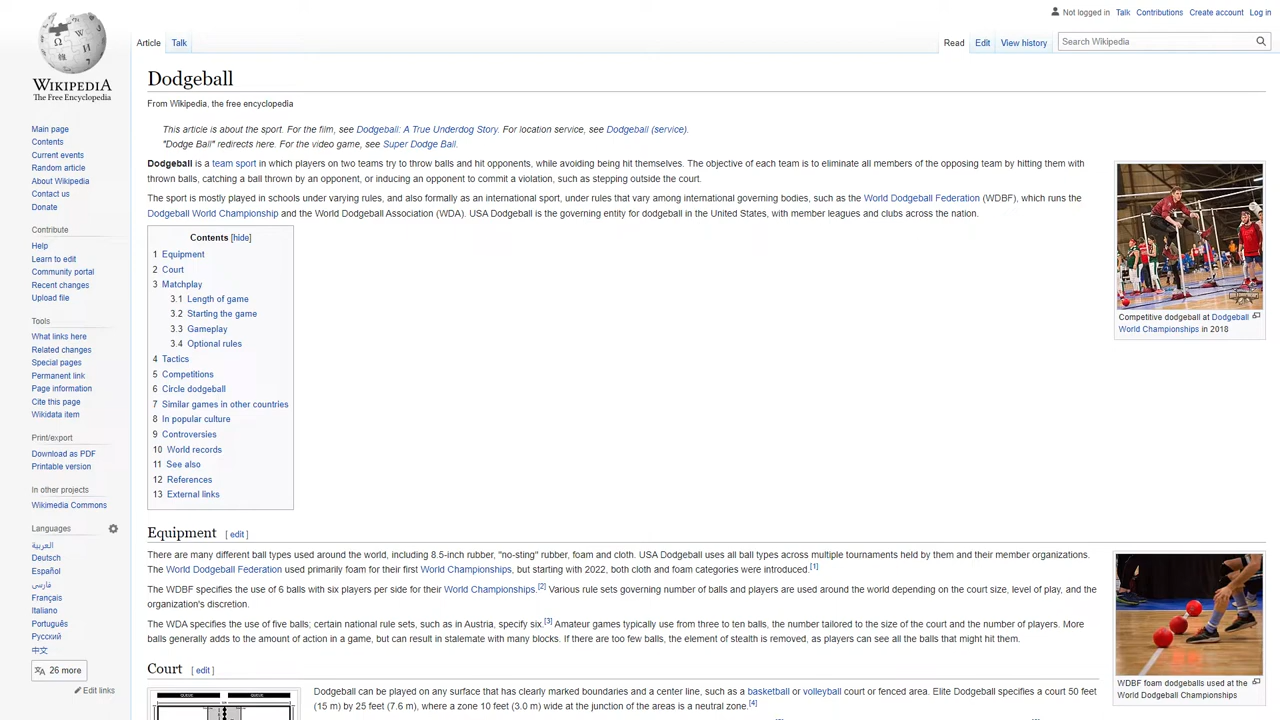 Not logged in Talk Contributions Create account Log in
Article Talk Read Edit View history Search Wikipedia
WIKIPEDIA
The Free Encyclopedia
Main page
Contents
Current events
Random article
About Wikipedia
Contact us
Donate
Contribute
Help
Learn to edit
Community portal
Recent changes
Upload file
Tools
What links here
Related changes
Special pages
Permanent link
Page information
Cite this page
Wikidata item
Print/export
Download as PDF
Printable version
In other projects
Wikimedia Commons
Languages
العربية
Deutsch
Español
فارسی
Français
Italiano
Português
Русский
中文
26 more
Edit links
Dodgeball
From Wikipedia, the free encyclopedia
This article is about the sport. For the film, see Dodgeball: A True Underdog Story. For location service, see Dodgeball (service).
"Dodge Ball" redirects here. For the video game, see Super Dodge Ball.
Dodgeball is a team sport in which players on two teams try to throw balls and hit opponents, while avoiding being hit themselves. The objective of each team is to eliminate all members of the opposing team by hitting them with
thrown balls, catching a ball thrown by an opponent, or inducing an opponent to commit a violation, such as stepping outside the court.
The sport is mostly played in schools under varying rules, and also formally as an international sport, under rules that vary among international governing bodies, such as the World Dodgeball Federation (WDBF), which runs the
Dodgeball World Championship and the World Dodgeball Association (WDA). USA Dodgeball is the governing entity for dodgeball in the United States, with member leagues and clubs across the nation.
Competitive dodgeball at Dodgeball
World Championships in 2018
Contents [hide]
1 Equipment
2 Court
3 Matchplay
3.1 Length of game
3.2 Starting the game
3.3 Gameplay
3.4 Optional rules
4 Tactics
5 Competitions
6 Circle dodgeball
7 Similar games in other countries
8 In popular culture
9 Controversies
10 World records
11 See also
12 References
13 External links
Equipment [ edit ]
There are many different ball types used around the world, including 8.5-inch rubber, "no-sting" rubber, foam and cloth. USA Dodgeball uses all ball types across multiple tournaments held by them and their member organizations.
The World Dodgeball Federation used primarily foam for their first World Championships, but starting with 2022, both cloth and foam categories were introduced.[1]
The WDBF specifies the use of 6 balls with six players per side for their World Championships.[2] Various rule sets governing number of balls and players are used around the world depending on the court size, level of play, and the
organization's discretion.
The WDA specifies the use of five balls; certain national rule sets, such as in Austria, specify six.[3] Amateur games typically use from three to ten balls, the number tailored to the size of the court and the number of players. More
balls generally adds to the amount of action in a game, but can result in stalemate with many blocks. If there are too few balls, the element of stealth is removed, as players can see all the balls that might hit them.
WDBF foam dodgeballs used at the
World Dodgeball Championships
Court [ edit ]
QUEUE QUEUE
Dodgeball can be played on any surface that has clearly marked boundaries and a center line, such as a basketball or volleyball court or fenced area. Elite Dodgeball specifies a court 50 feet
(15 m) by 25 feet (7.6 m), where a zone 10 feet (3.0 m) wide at the junction of the areas is a neutral zone.[4]